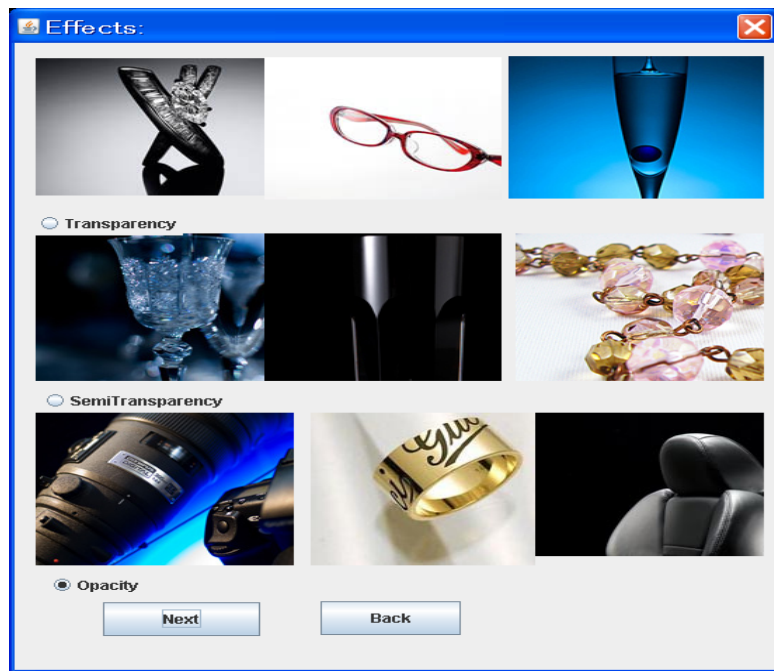 Effects:
Transparency
SemiTransparency
Opacity
Next
Back